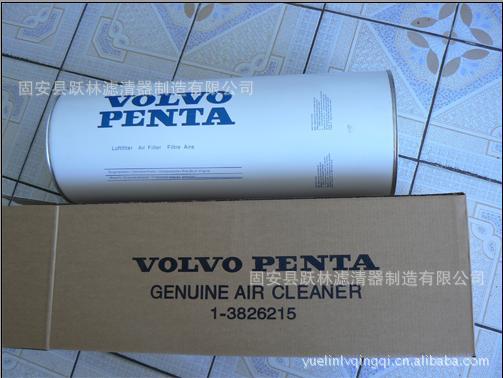 固安县跃林滤清器制造有限公司
VOLVO
PENTA
Luftfilter Air Filter Filtre Aire
VOLVO PENTA
固安县跃林滤清器制造有限公司
GENUINE AIR CLEANER
1-3826215
yuelinlvqingqi.cn.alibaba.com